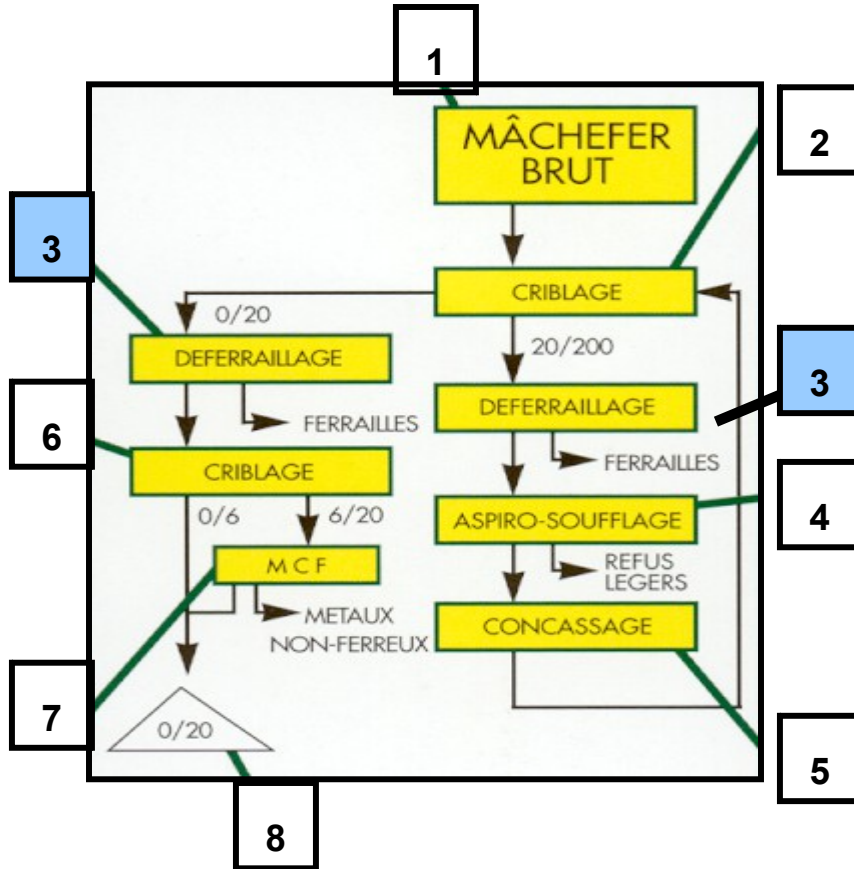 1
MÂCHEFER
BRUT
2
3
CRIBLAGE
0/20
20/200
DEFERRAILLAGE
3
DEFERRAILLAGE
FERRAILLES
6
FERRAILLES
CRIBLAGE
4
0/6
6/20
ASPIRO-SOUFFLAGE
M C F
REFUS
LEGERS
METAUX
NON-FERREUX
CONCASSAGE
7
0/20
5
8